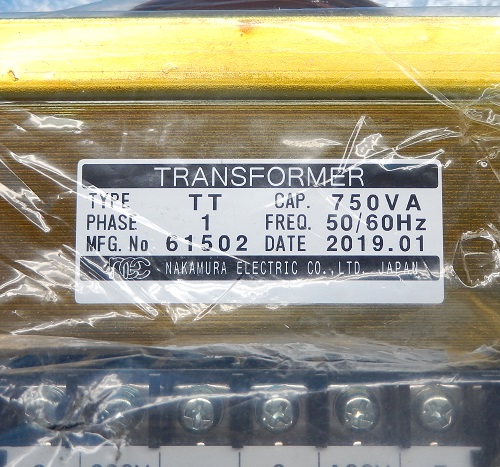 TRANSFORMER
TYPE TT CAP. 750VA
PHASE 1 FREQ. 50/60Hz
MFG. No 61502 DATE 2019.01
NEC NAKAMURA ELECTRIC CO., LTD. JAPAN